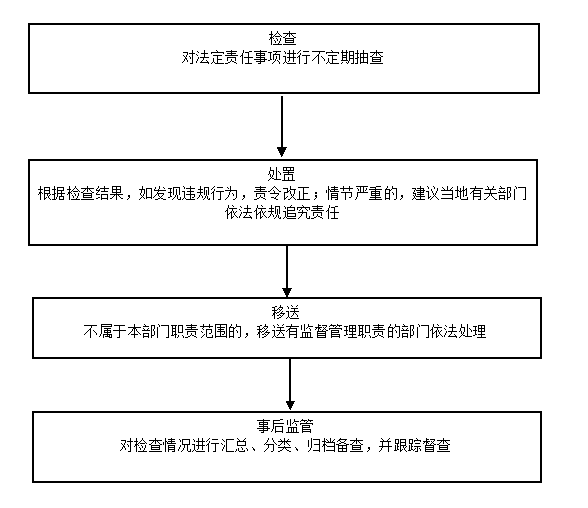 检查
对法定责任事项进行不定期抽查
处置
根据检查结果，如发现违规行为，责令改正；情节严重的，建议当地有关部门
依法依规追究责任
移送
不属于本部门职责范围的，移送有监督管理职责的部门依法处理
事后监管
对检查情况进行汇总、分类、归档备查，并跟踪督查